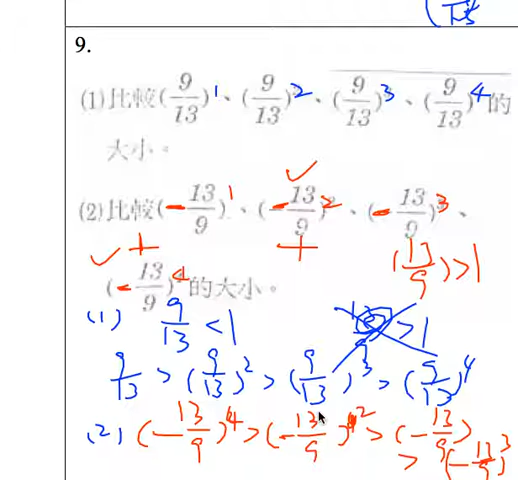 9.
(1)比較(9/13)^1、(9/13)^2、(9/13)^3、(9/13)^4的
大小。
(2)比較(-13/9)^1、(-13/9)^2、(-13/9)^3、
+ + (13/9)>1
(-13/9)^4的大小。
(1) 9/13<1 >1
9/13>(9/13)^2>(9/13)^3>(9/13)^4
(2) (-13/9)^4>(-13/9)^2>(-13/9)
>(-13/9)^3